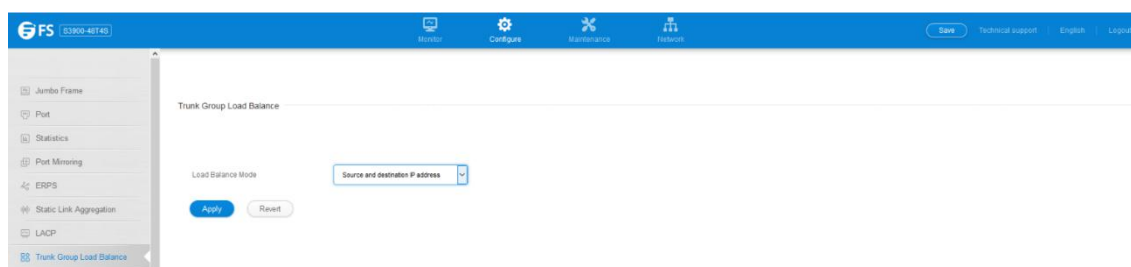 FS S3900-48T4S
Monitor
Configure
Maintenance
Network
Save Technical support English Logout
Jumbo Frame
Port
Statistics
Port Mirroring
ERPS
Static Link Aggregation
LACP
Trunk Group Load Balance
Trunk Group Load Balance
Load Balance Mode Source and destination IP address
Apply Revert